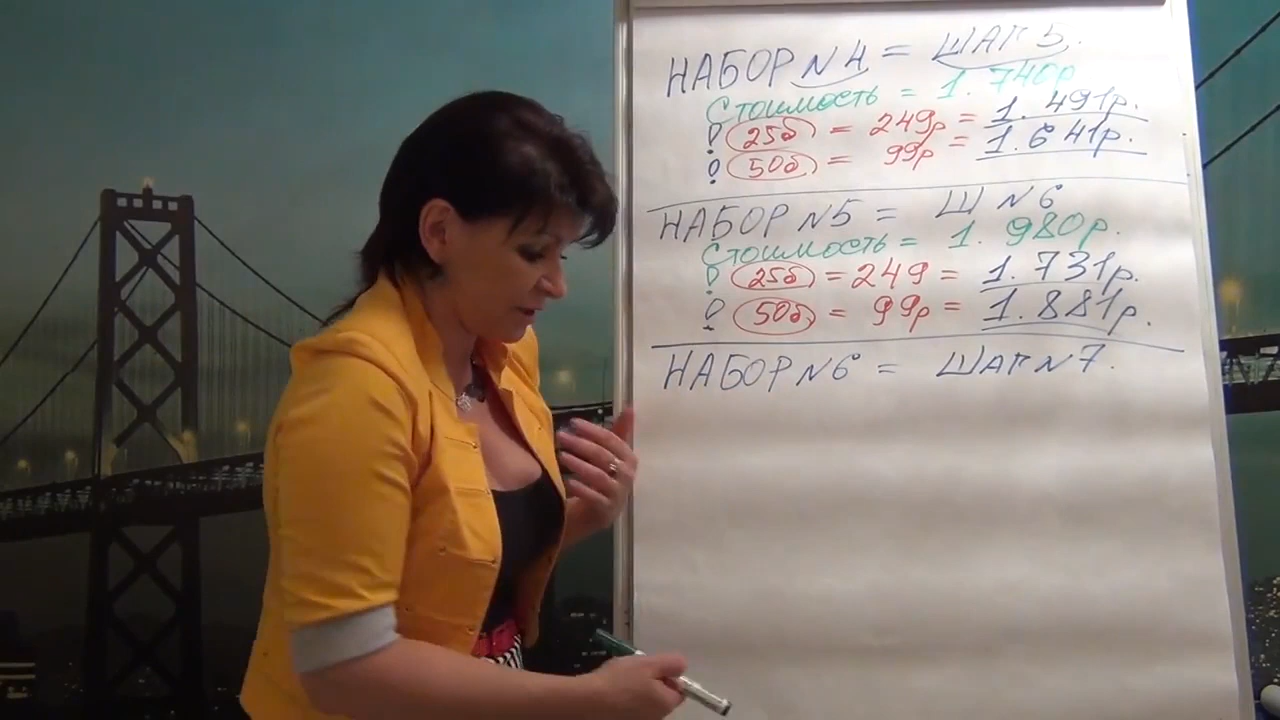 НАБОР N4 = ШАГ 5.
Стоимость = 1.740р
! 25б = 249р = 1.491р.
! 50б = 99р = 1.641р.
НАБОР N5 = Ш N6
Стоимость = 1.980р.
! 25б = 249 = 1.731р.
! 50б = 99р = 1.881р.
НАБОР N6 = ШАГ N7.